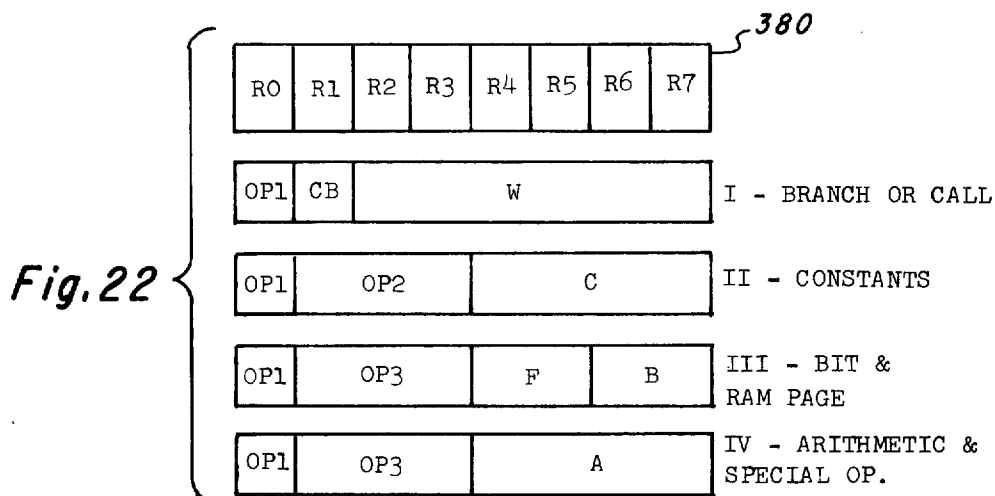 380
R0 R1 R2 R3 R4 R5 R6 R7
OP1 CB W I - BRANCH OR CALL
Fig.22
OP1 OP2 C II - CONSTANTS
OP1 OP3 F B III - BIT &
RAM PAGE
OP1 OP3 A IV - ARITHMETIC &
SPECIAL OP.